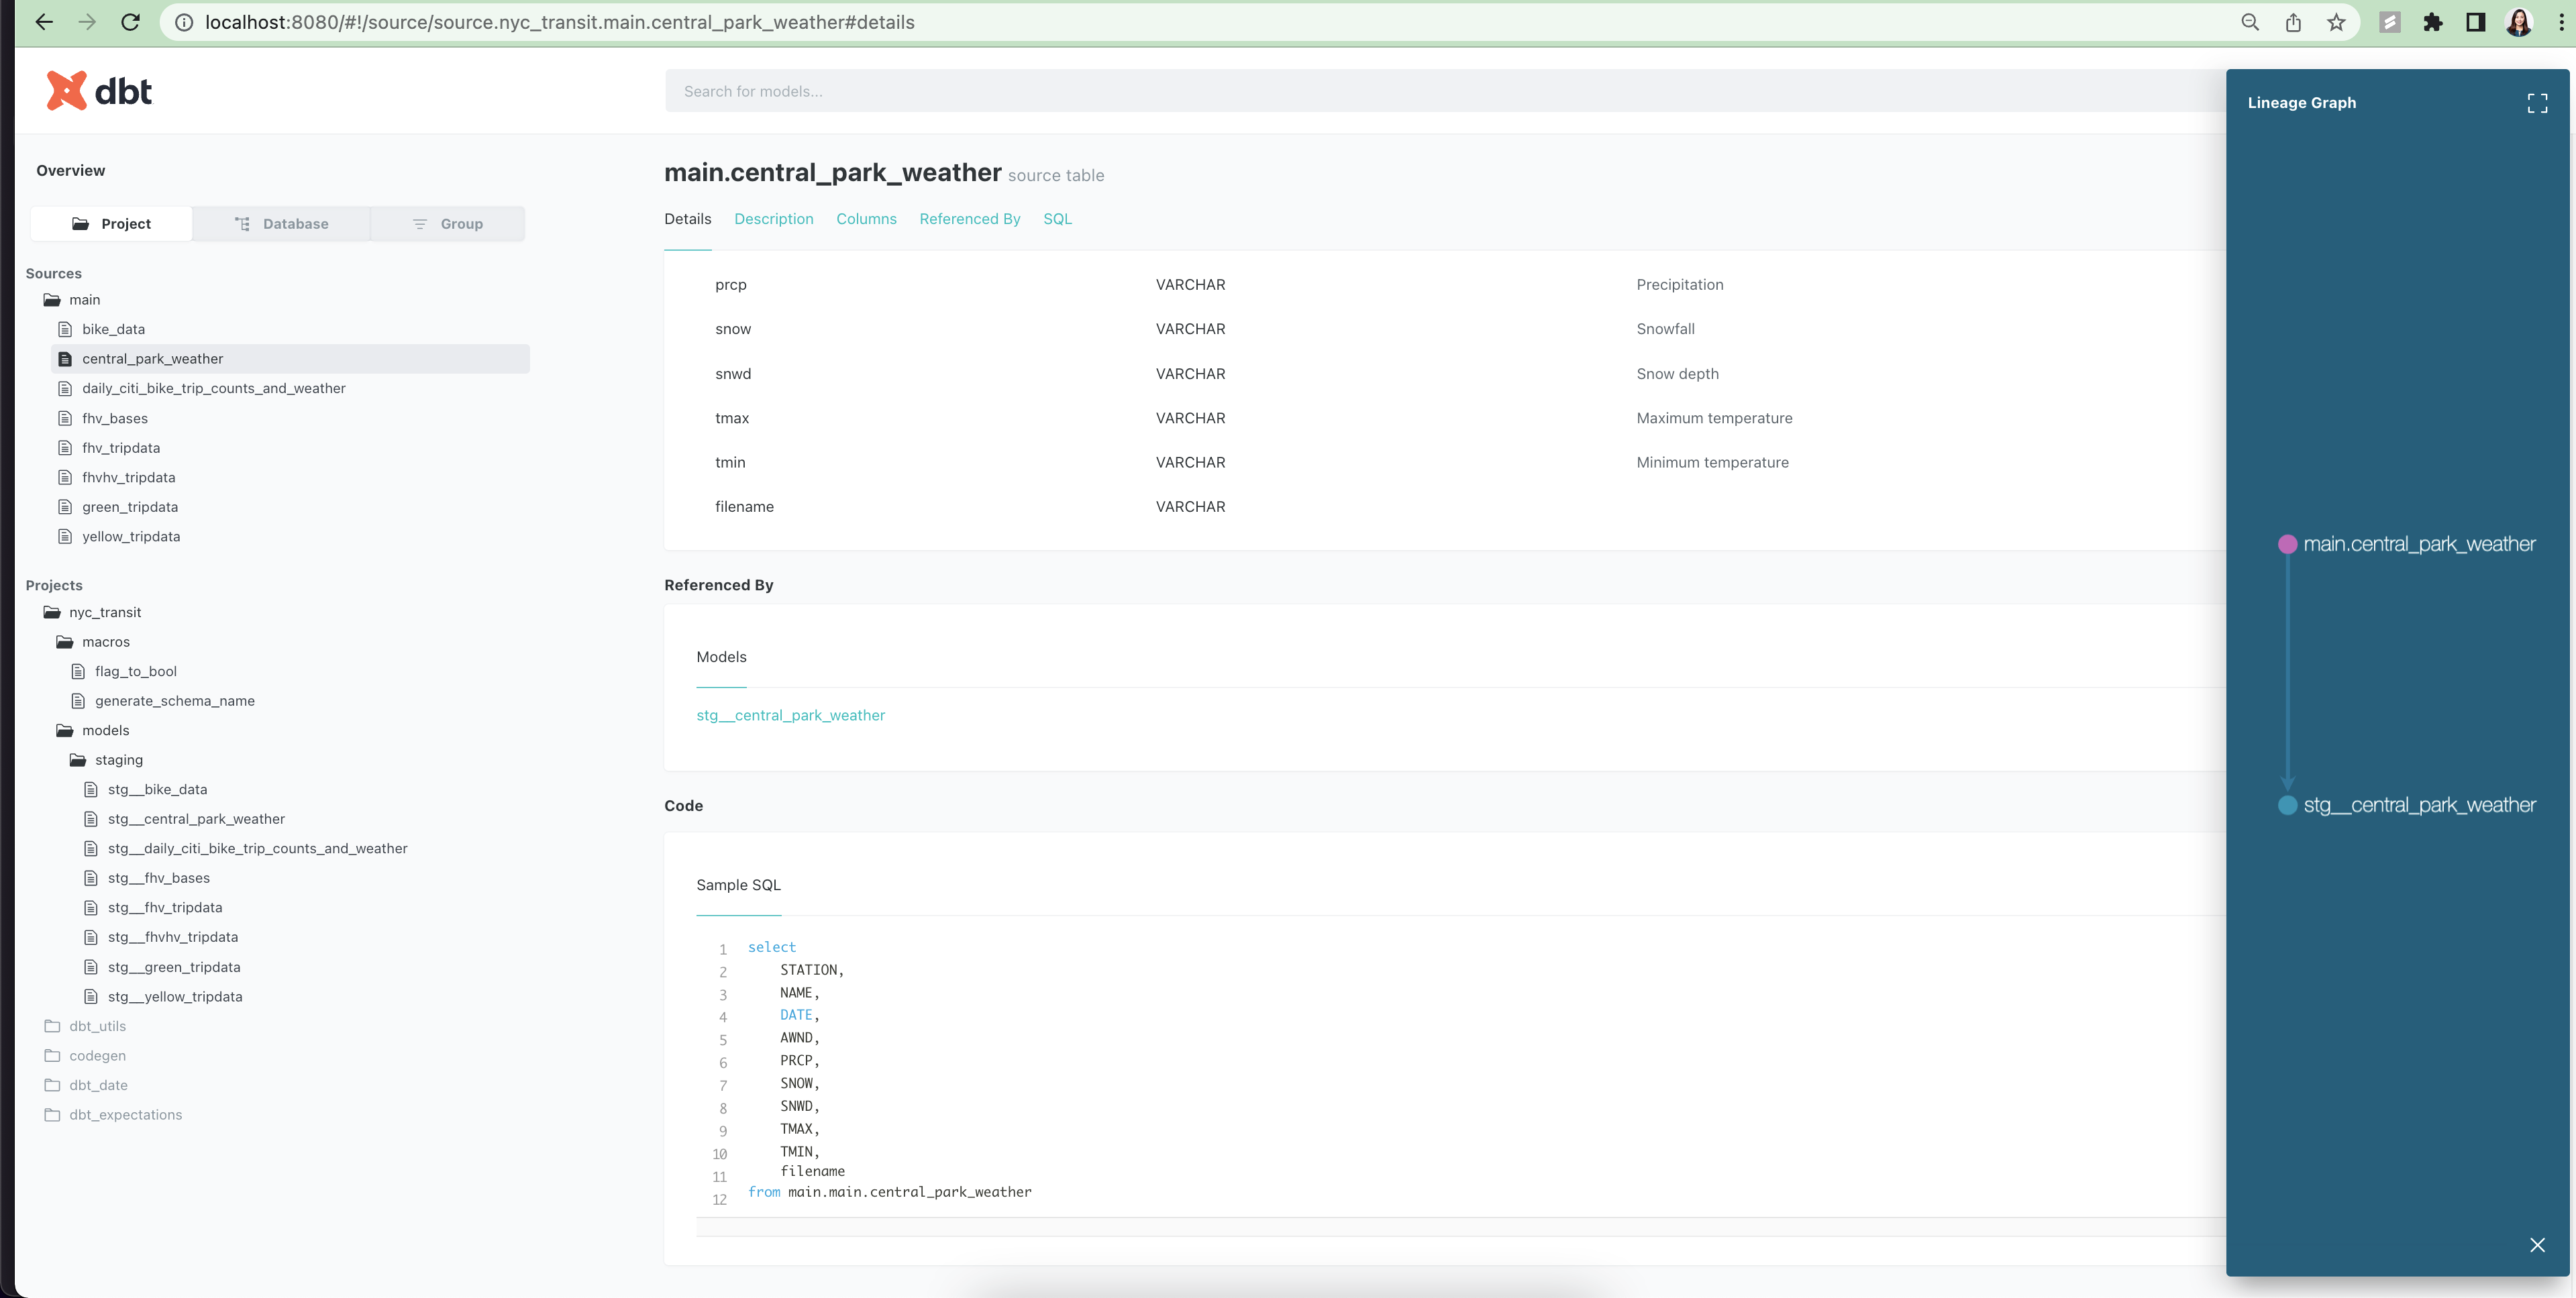 localhost:8080/#!/source/source.nyc_transit.main.central_park_weather#details
dbt
Search for models...
Overview
Project
Database
Group
Sources
main
bike_data
central_park_weather
daily_citi_bike_trip_counts_and_weather
fhv_bases
fhv_tripdata
fhvhv_tripdata
green_tripdata
yellow_tripdata
Projects
nyc_transit
macros
flag_to_bool
generate_schema_name
models
staging
stg__bike_data
stg__central_park_weather
stg__daily_citi_bike_trip_counts_and_weather
stg__fhv_bases
stg__fhv_tripdata
stg__fhvhv_tripdata
stg__green_tripdata
stg__yellow_tripdata
dbt_utils
codegen
dbt_date
dbt_expectations
main.central_park_weather source table
Details Description Columns Referenced By SQL
prcp VARCHAR Precipitation
snow VARCHAR Snowfall
snwd VARCHAR Snow depth
tmax VARCHAR Maximum temperature
tmin VARCHAR Minimum temperature
filename VARCHAR
Referenced By
Models
stg__central_park_weather
Code
Sample SQL
1 select
2 STATION,
3 NAME,
4 DATE,
5 AWND,
6 PRCP,
7 SNOW,
8 SNWD,
9 TMAX,
10 TMIN,
11 filename
12 from main.main.central_park_weather
Lineage Graph
main.central_park_weather
stg__central_park_weather